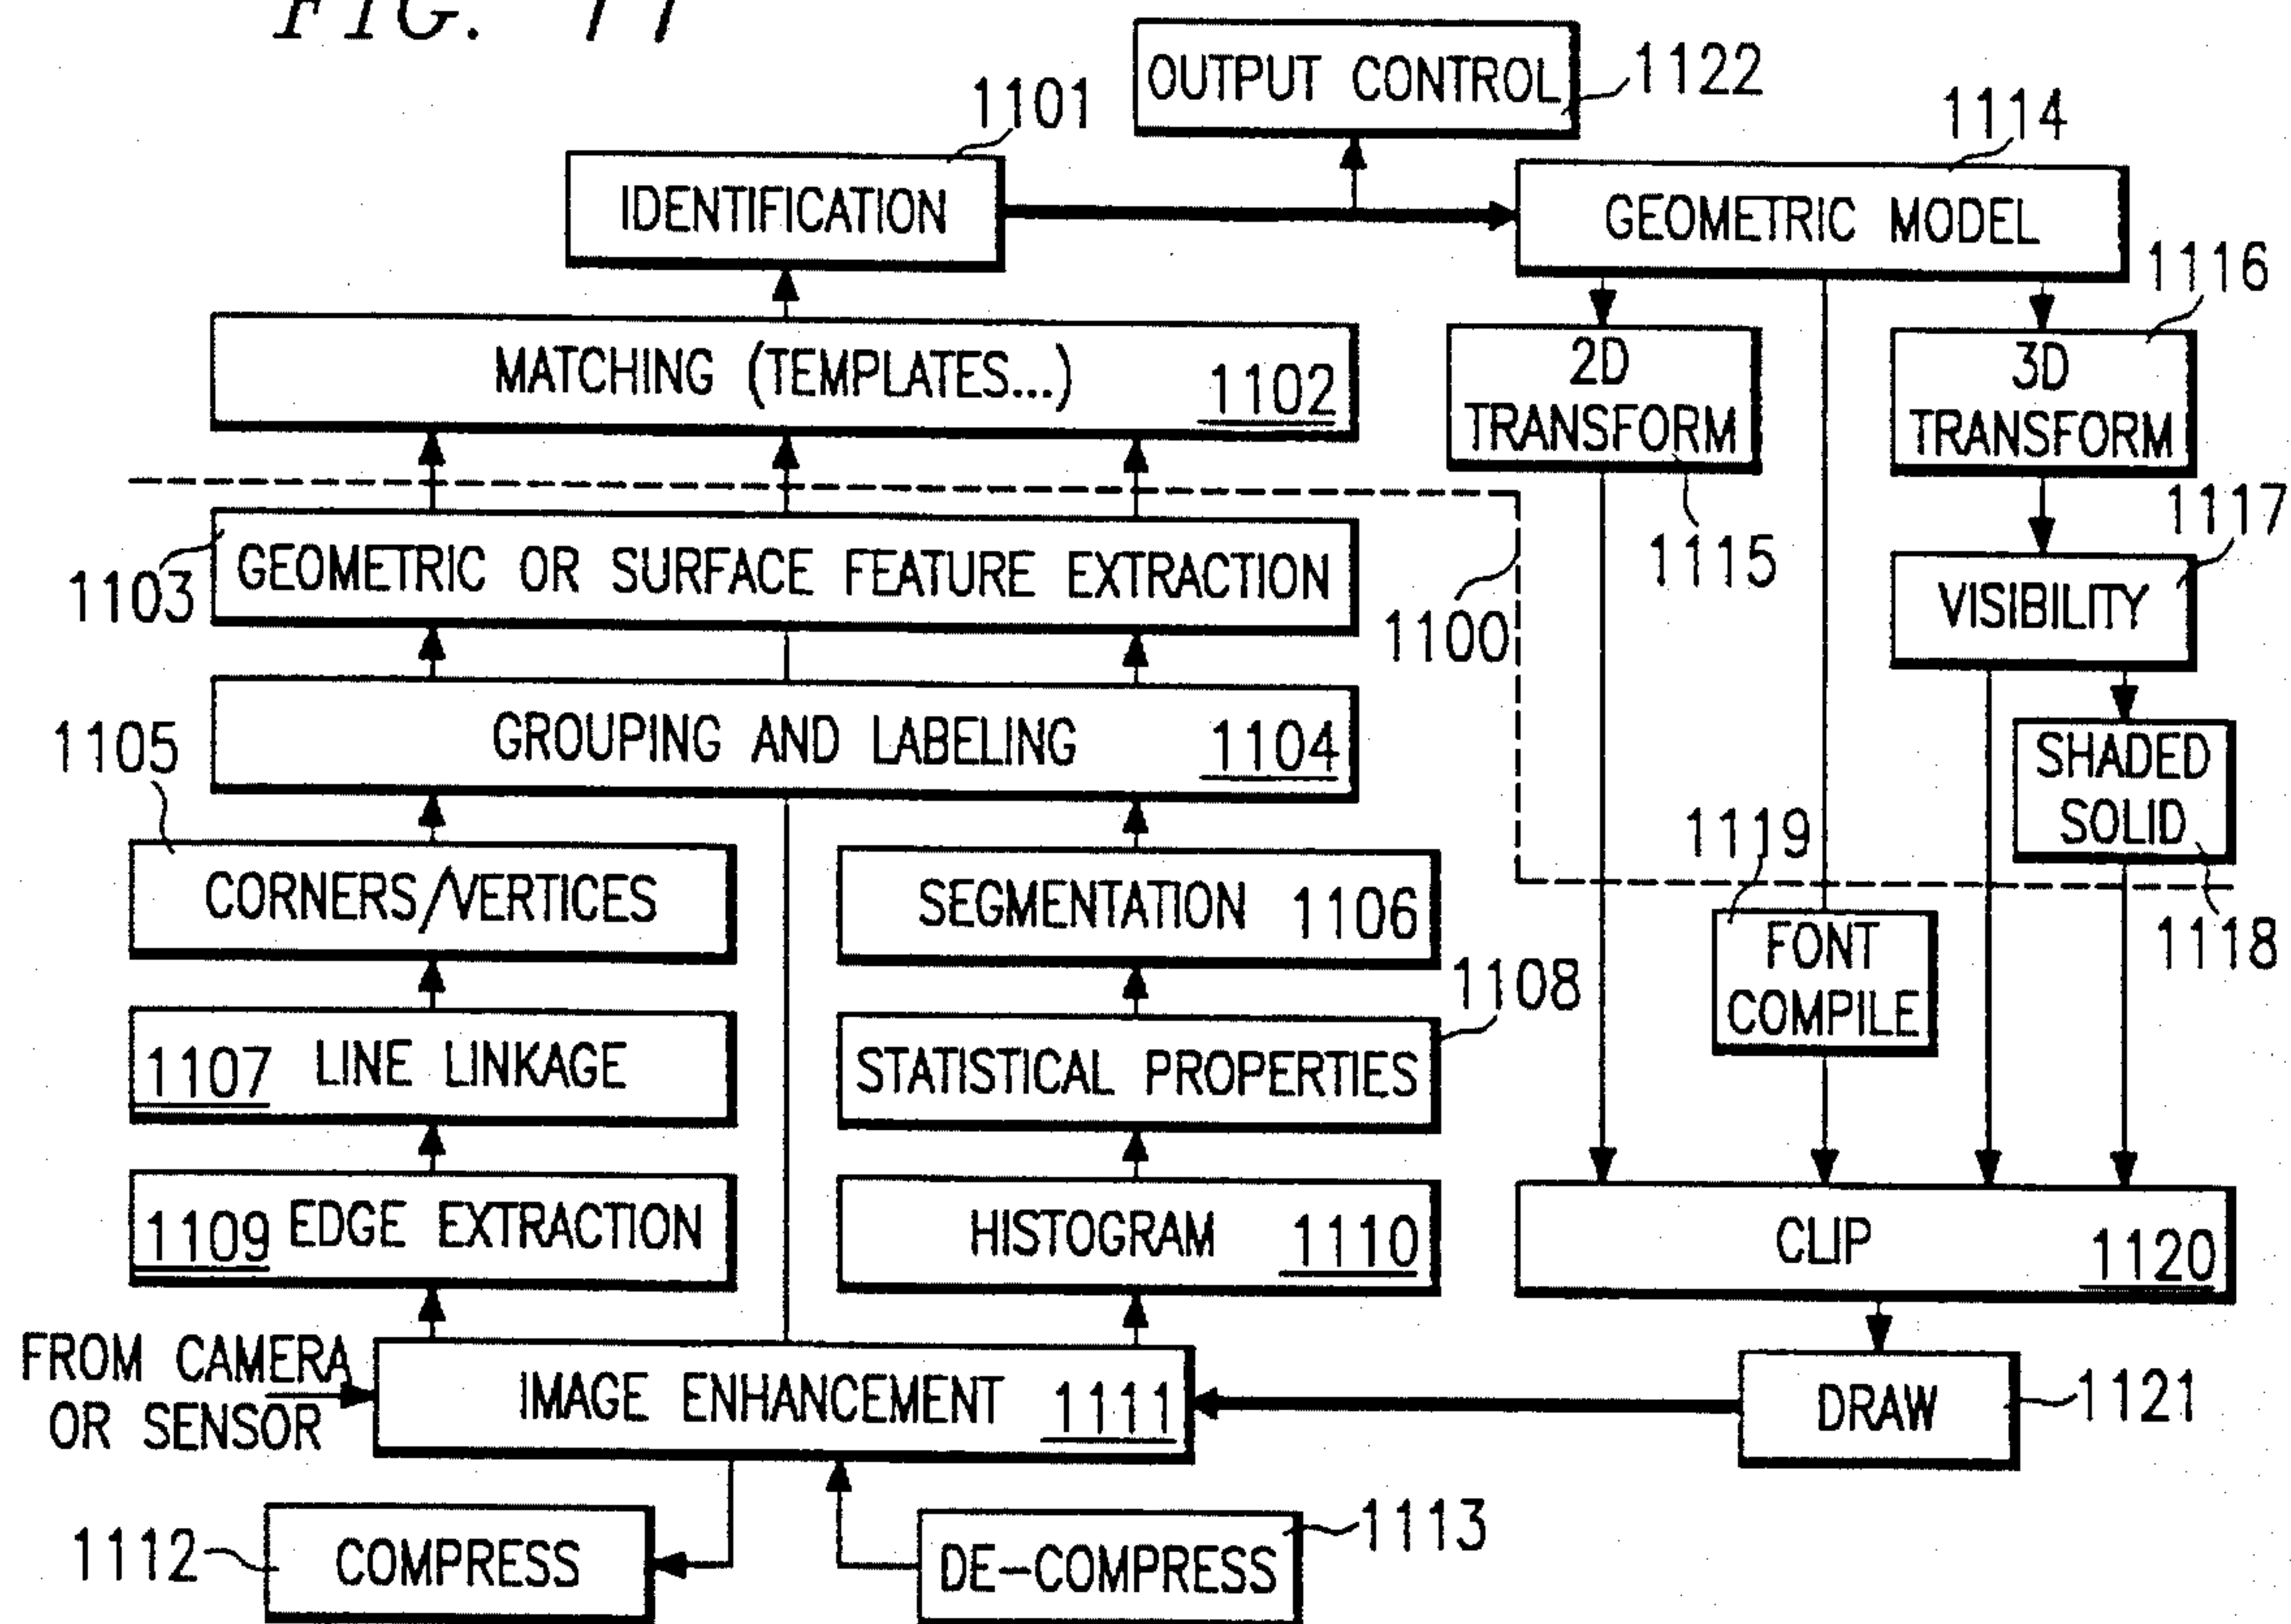 FIG. 11
OUTPUT CONTROL
1122
1101
1114
IDENTIFICATION
GEOMETRIC MODEL
1116
MATCHING (TEMPLATES...) 1102
2D
TRANSFORM
3D
TRANSFORM
1115
1117
1103
GEOMETRIC OR SURFACE FEATURE EXTRACTION
1100
VISIBILITY
GROUPING AND LABELING 1104
1105
SHADED
SOLID
1119
1118
CORNERS/VERTICES
SEGMENTATION 1106
FONT
COMPILE
1108
1107 LINE LINKAGE
STATISTICAL PROPERTIES
1109 EDGE EXTRACTION
HISTOGRAM 1110
CLIP 1120
FROM CAMERA
OR SENSOR
IMAGE ENHANCEMENT 1111
DRAW
1121
1112
COMPRESS
DE-COMPRESS
1113